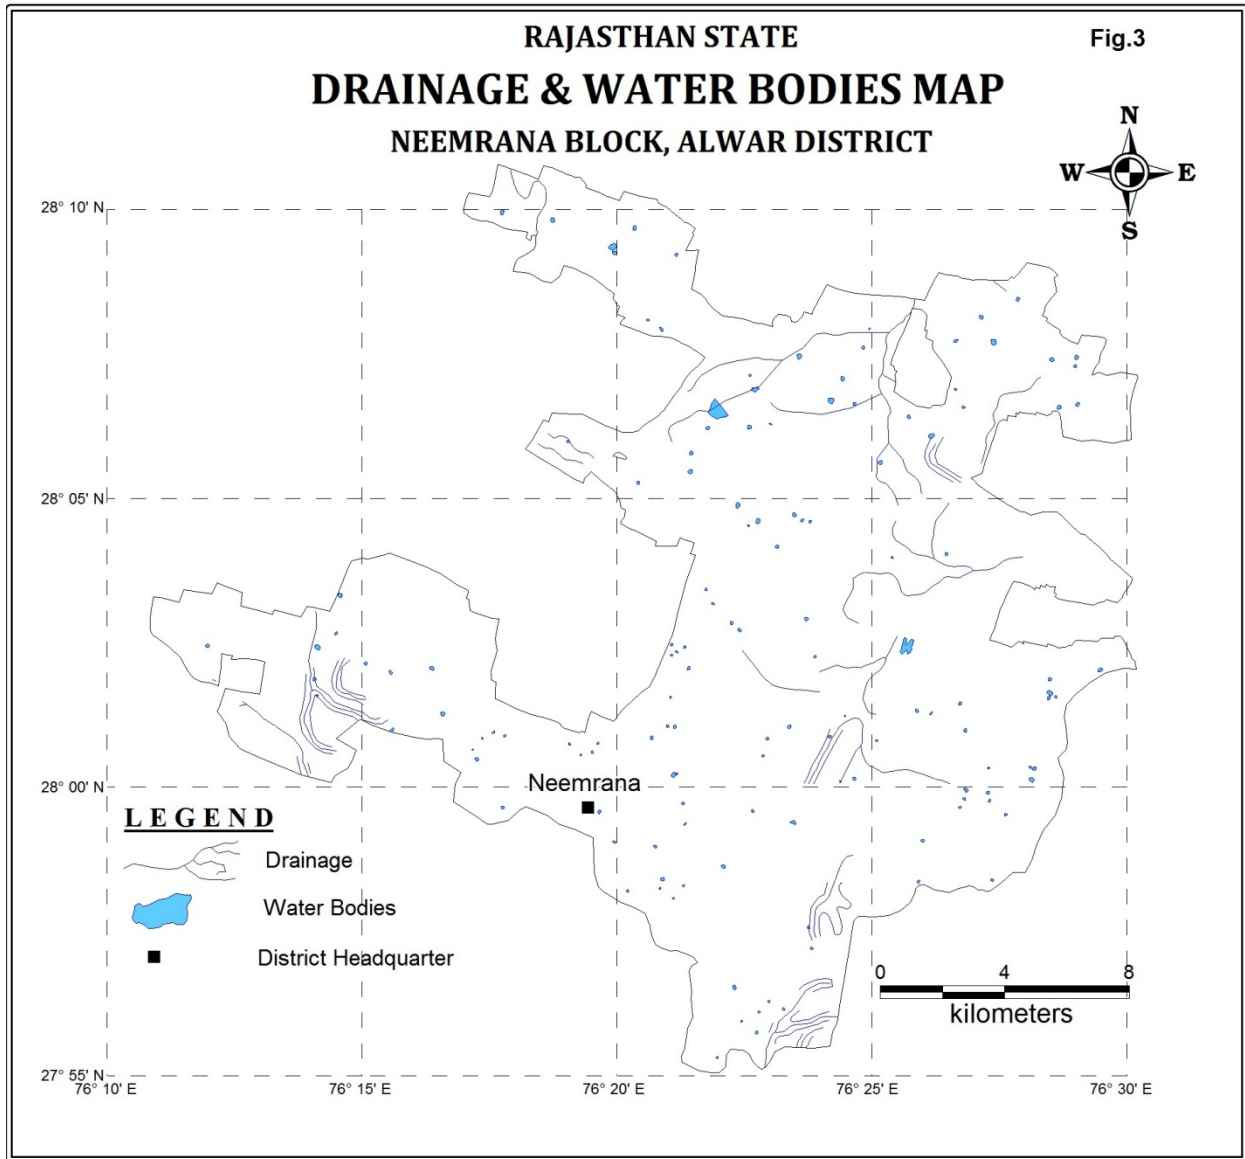 RAJASTHAN STATE
Fig.3
DRAINAGE & WATER BODIES MAP
NEEMRANA BLOCK, ALWAR DISTRICT
N
W E
S
28° 10' N
28° 05' N
28° 00' N
Neemrana
LEGEND
Drainage
Water Bodies
District Headquarter
0 4 8
kilometers
27° 55' N
76° 10' E 76° 15' E 76° 20' E 76° 25' E 76° 30' E